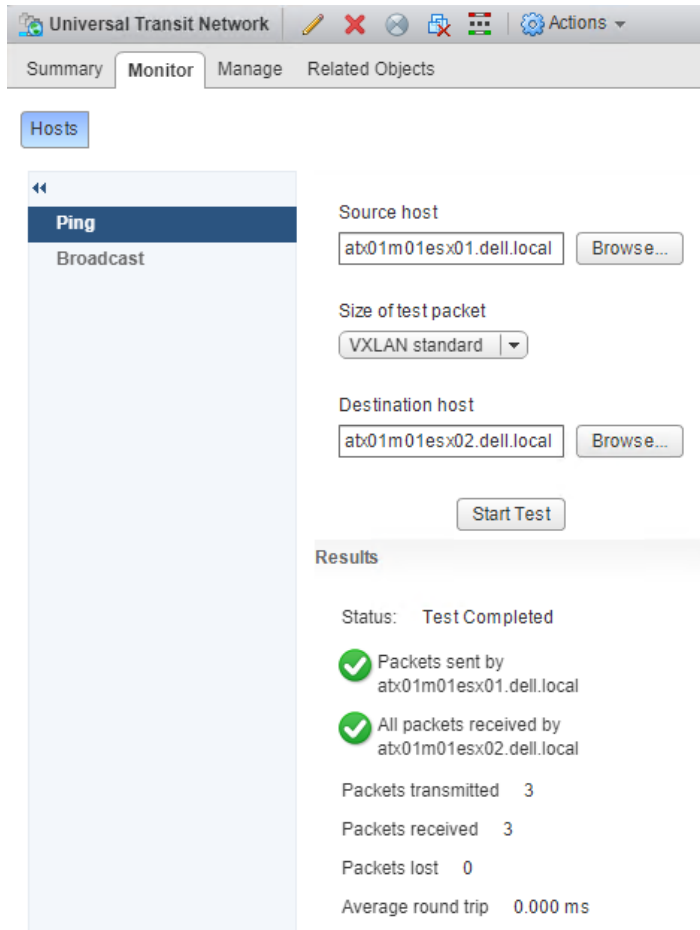 Universal Transit Network Actions
Summary Monitor Manage Related Objects
Hosts
Ping
Broadcast
Source host
atx01m01esx01.dell.local Browse...
Size of test packet
VXLAN standard
Destination host
atx01m01esx02.dell.local Browse...
Start Test
Results
Status: Test Completed
Packets sent by
atx01m01esx01.dell.local
All packets received by
atx01m01esx02.dell.local
Packets transmitted 3
Packets received 3
Packets lost 0
Average round trip 0.000 ms